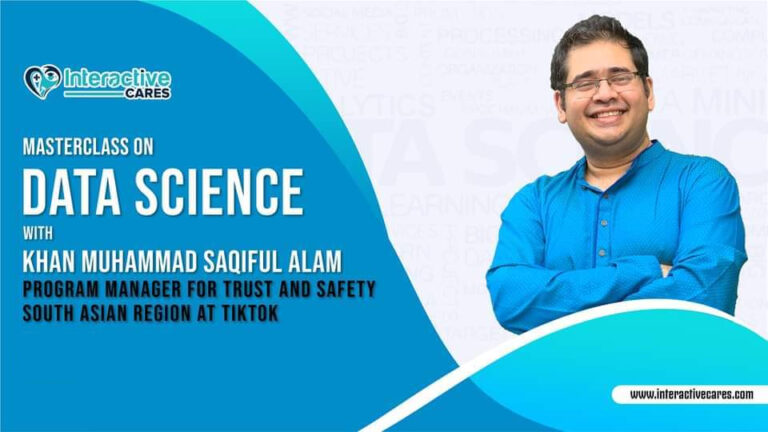 Interactive
CARES
MASTERCLASS ON
DATA SCIENCE
WITH
KHAN MUHAMMAD SAQIFUL ALAM
PROGRAM MANAGER FOR TRUST AND SAFETY
SOUTH ASIAN REGION AT TIKTOK
www.interactivecares.com